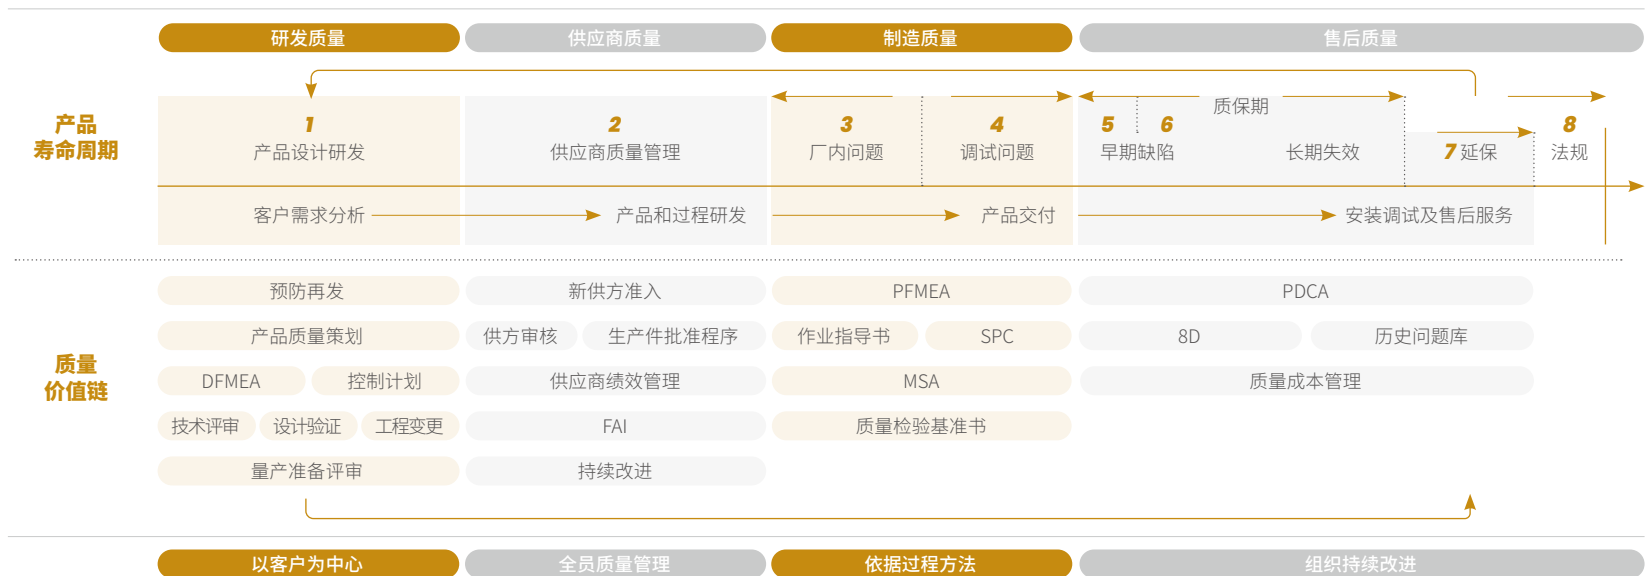 研发质量
供应商质量
制造质量
售后质量
产品
寿命周期
1
产品设计研发
2
供应商质量管理
3
厂内问题
4
调试问题
质保期
5
6
早期缺陷
长期失效
7 延保
8
法规
客户需求分析
产品和过程研发
产品交付
安装调试及售后服务
质量
价值链
预防再发
新供方准入
PFMEA
PDCA
产品质量策划
供方审核
生产件批准程序
作业指导书
SPC
8D
历史问题库
DFMEA
控制计划
供应商绩效管理
MSA
质量成本管理
技术评审
设计验证
工程变更
FAI
质量检验基准书
量产准备评审
持续改进
以客户为中心
全员质量管理
依据过程方法
组织持续改进